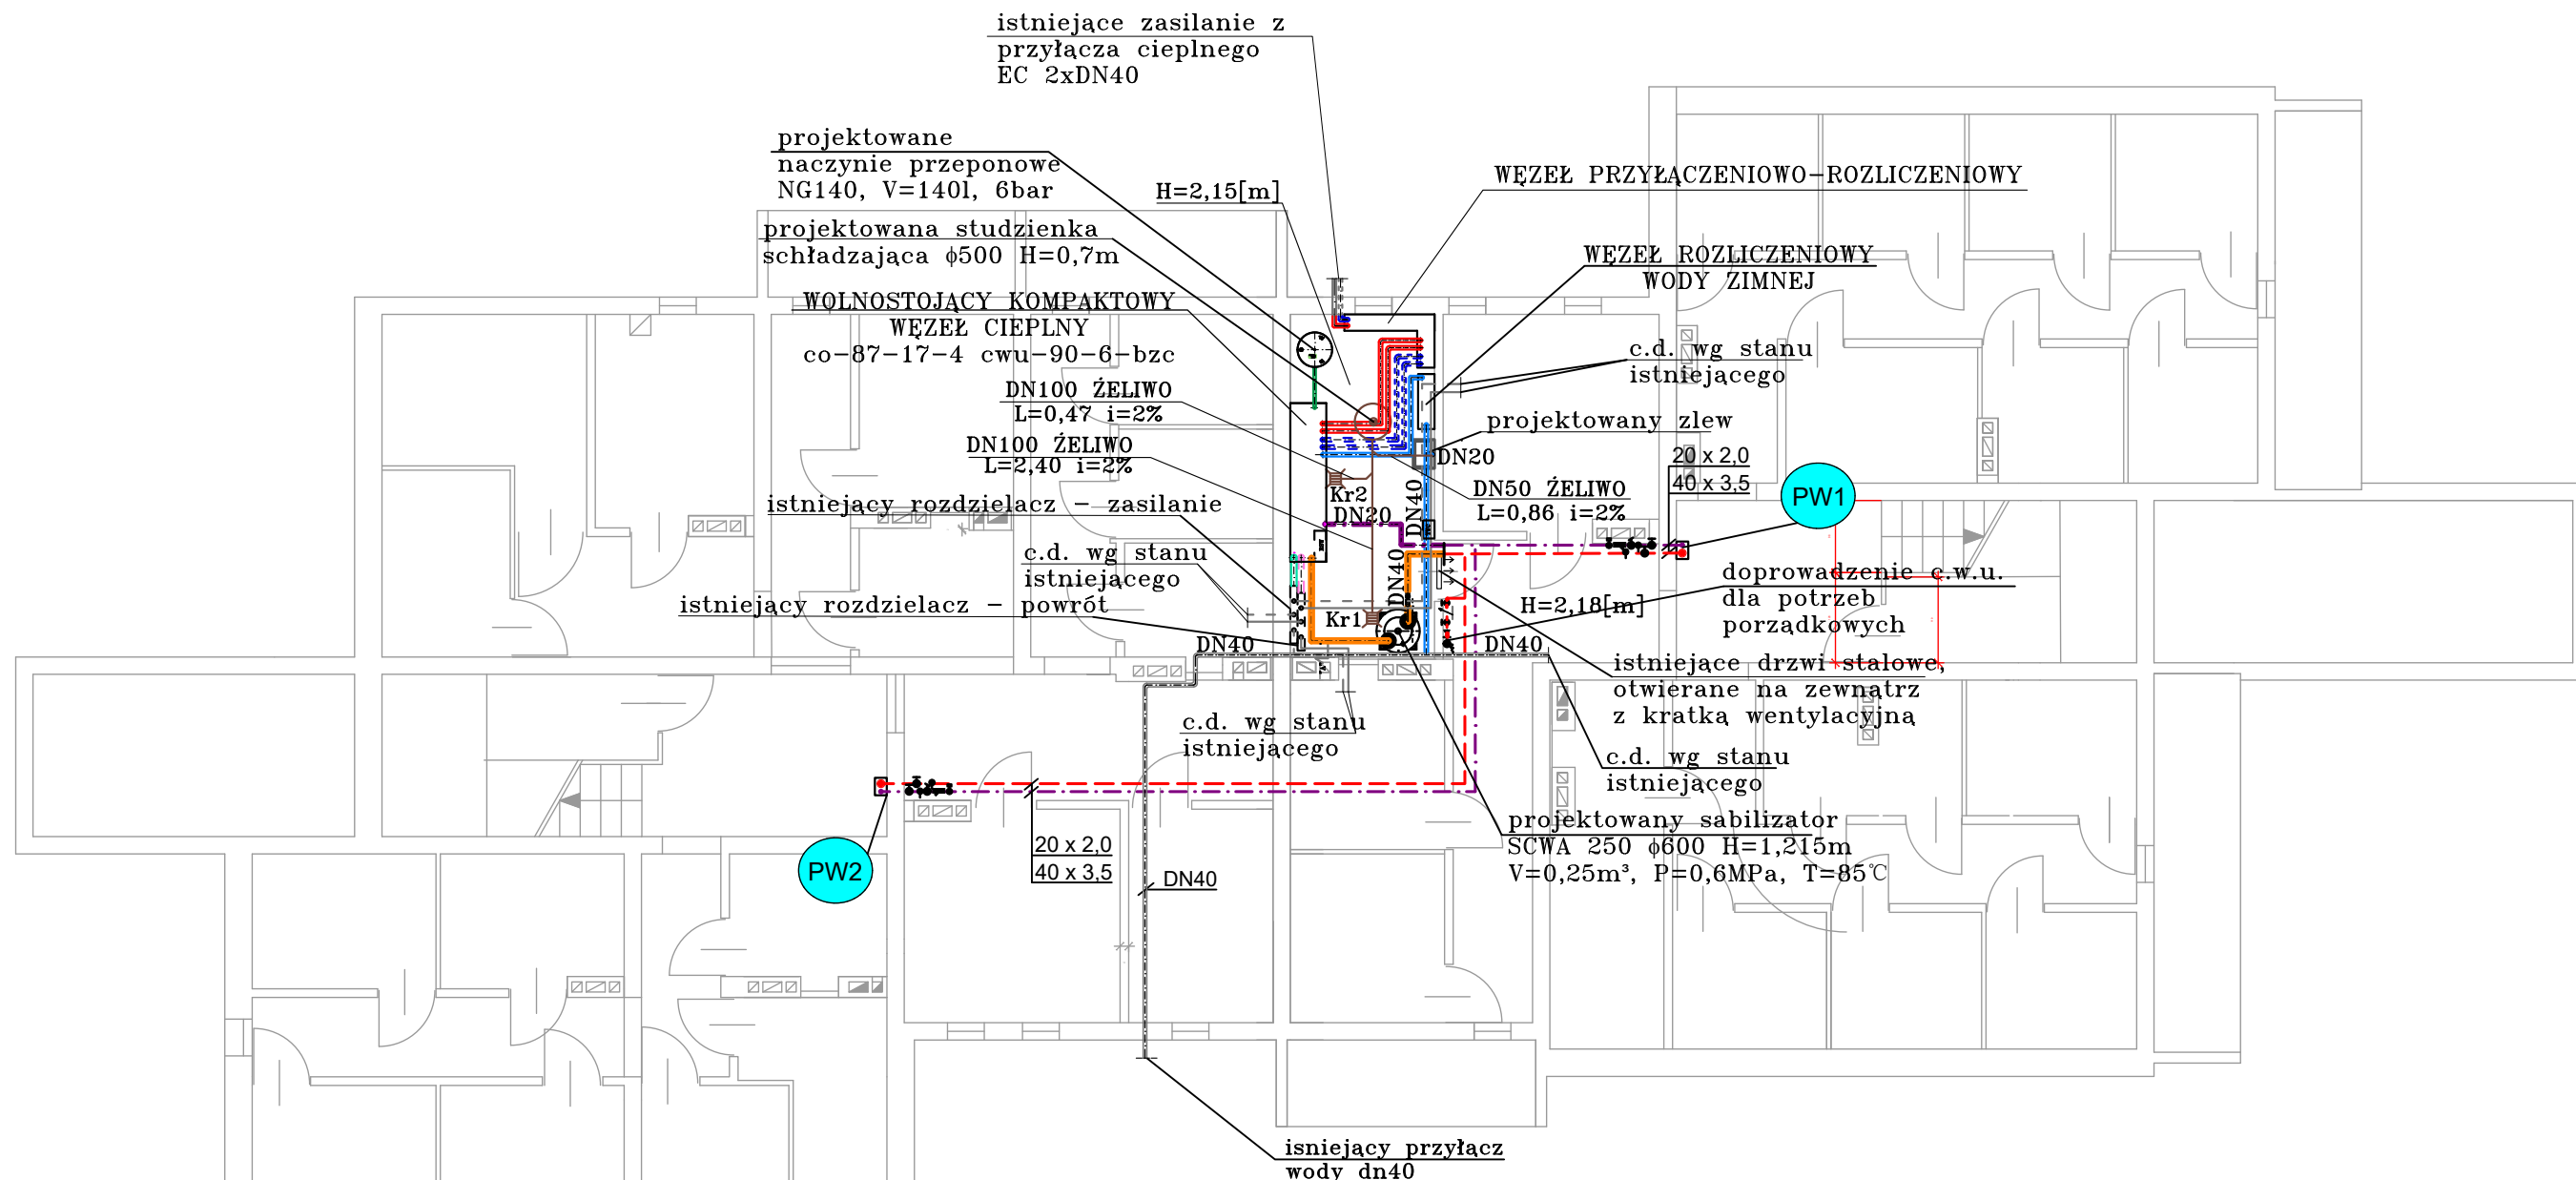 istniejące zasilanie z
przyłącza cieplnego
EC 2xDN40
projektowane
naczynie przeponowe
NG140, V=140l, 6bar
H=2,15[m]
WĘZEŁ PRZYŁĄCZENIOWO-ROZLICZENIOWY
projektowana studzienka
schładzająca ϕ500 H=0,7m
WĘZEŁ ROZLICZENIOWY
WODY ZIMNEJ
WOLNOSTOJĄCY KOMPAKTOWY
WĘZEŁ CIEPLNY
co-87-17-4 cwu-90-6-bzc
c.d. wg stanu
istniejącego
DN100 ŻELIWO
L=0,47 i=2%
projektowany zlew
DN100 ŻELIWO
L=2,40 i=2%
DN20
20 x 2,0
40 x 3,5
PW1
Kr2
DN20
DN40
DN50 ŻELIWO
L=0,86 i=2%
istniejący rozdzielacz - zasilanie
c.d. wg stanu
istniejącego
DN40
doprowadzenie c.w.u.
dla potrzeb
porządkowych
istniejący rozdzielacz - powrót
Kr1
H=2,18[m]
DN40
DN40
istniejące drzwi stalowe,
otwierane na zewnątrz
z kratką wentylacyjną
c.d. wg stanu
istniejącego
c.d. wg stanu
istniejącego
projektowany sabilizator
SCWA 250 ϕ600 H=1,215m
V=0,25m³, P=0,6MPa, T=85℃
PW2
20 x 2,0
40 x 3,5
DN40
isniejący przyłącz
wody dn40